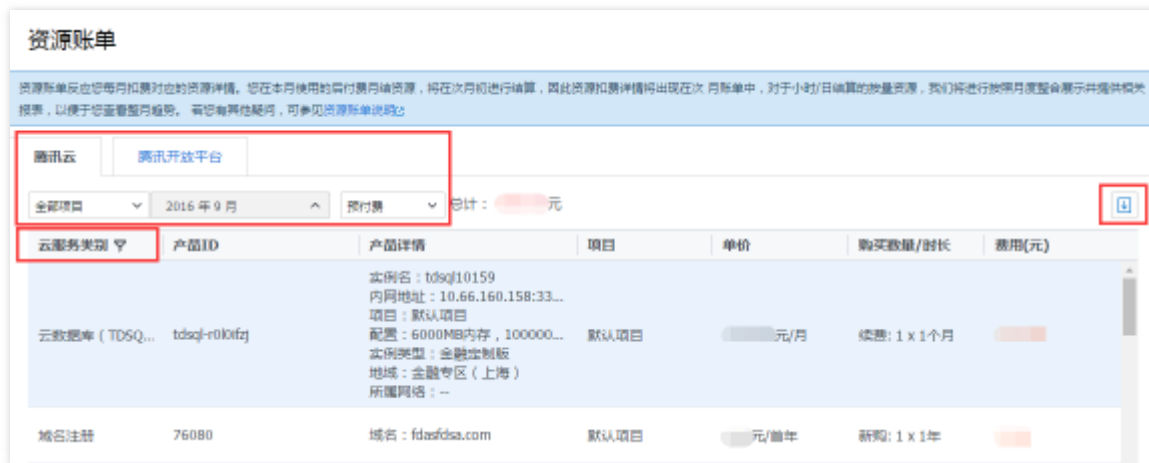 资源账单
资源账单反应您每月扣费对应的资源详情。您在本月使用的后付费月结资源，将在次月初进行结算，因此资源扣费详情将出现在次 月账单中，对于小时/日结算的按量资源，我们将进行按照月度整合展示并提供相关
报表，以便于您查看整月趋势。 若您有其他疑问，可参见资源账单说明
腾讯云 腾讯开放平台
全部项目 2016 年 9 月 预付费 总计： 元
云服务类别 产品ID 产品详情 项目 单价 购买数量/时长 费用(元)
实例名：tdsql10159
内网地址：10.66.160.158:33...
项目：默认项目
配置：6000MB内存，100000...
云数据库（TDSQ... tdsql-r0l0ifzj 默认项目 元/月 续费: 1 x 1个月
实例类型：金融定制版
地域：金融专区（上海）
所属网络：--
域名注册 76080 域名：fdasfdsa.com 默认项目 元/首年 新购: 1 x 1年